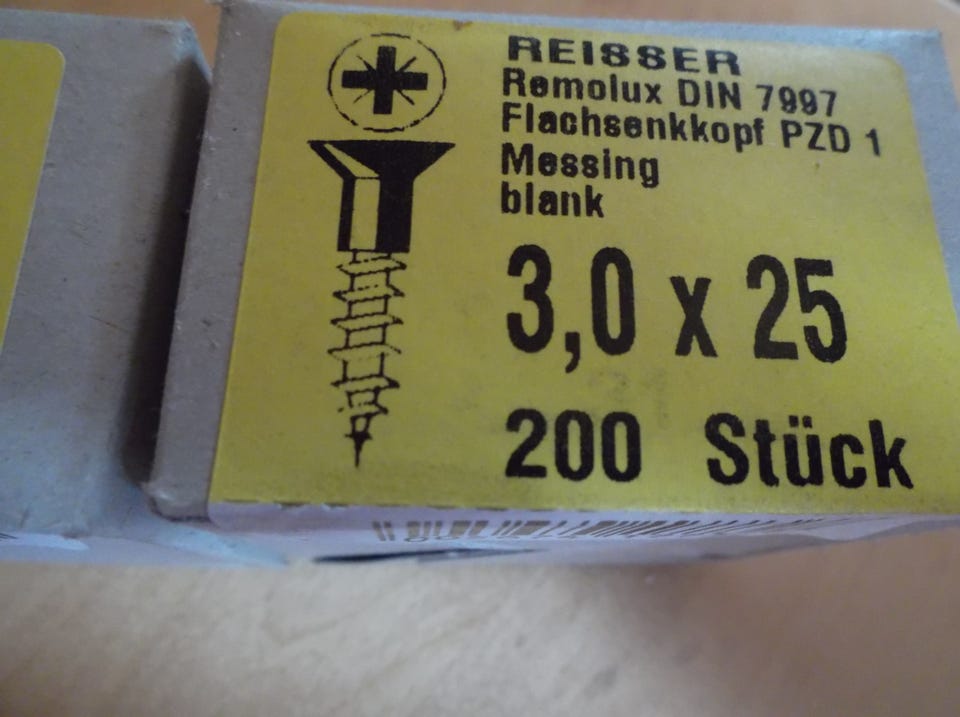 REISSER
Remolux DIN 7997
Flachsenkkopf PZD 1
Messing
blank
3,0 x 25
200 Stück